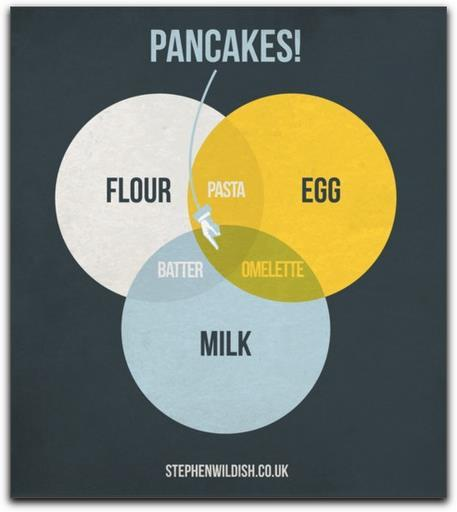 PANCAKES!
FLOUR
PASTA
EGG
BATTER
OMELETTE
MILK
STEPHENWILDISH.CO.UK